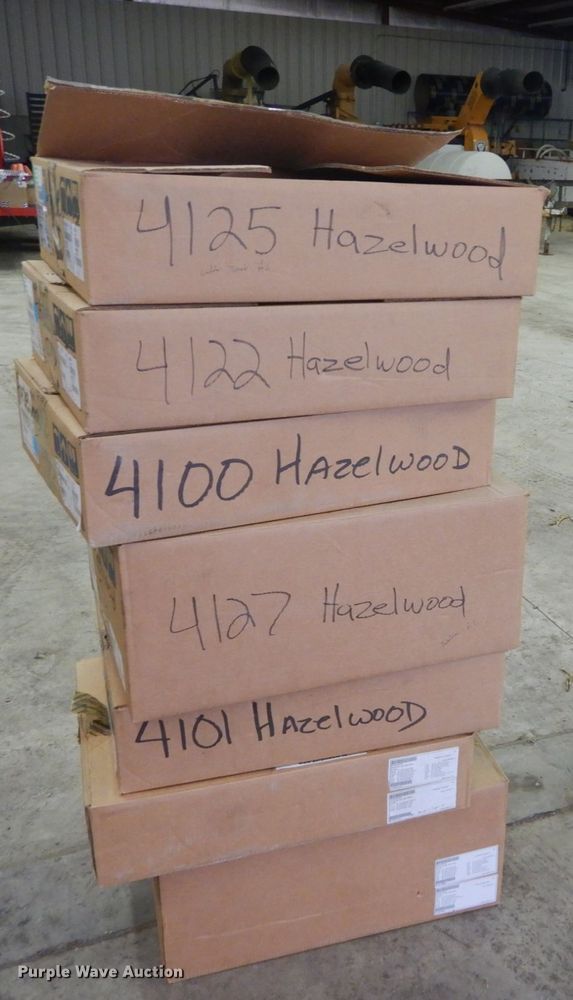 4125 Hazelwood
4122 Hazelwood
4100 HAzelwooD
4127 Hazelwood
4101 HAzelwooD
Purple Wave Auction